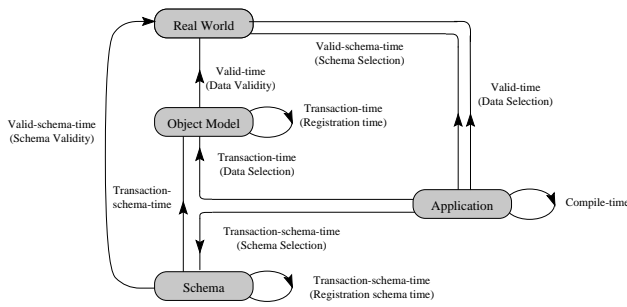 Real World
Valid-schema-time
(Schema Selection)
Valid-time
(Data Validity)
Valid-time
(Data Selection)
Transaction-time
(Registration time)
Object Model
Valid-schema-time
(Schema Validity)
Transaction-time
(Data Selection)
Transaction-
schema-time
Application
Compile-time
Transaction-schema-time
(Schema Selection)
Schema
Transaction-schema-time
(Registration schema time)